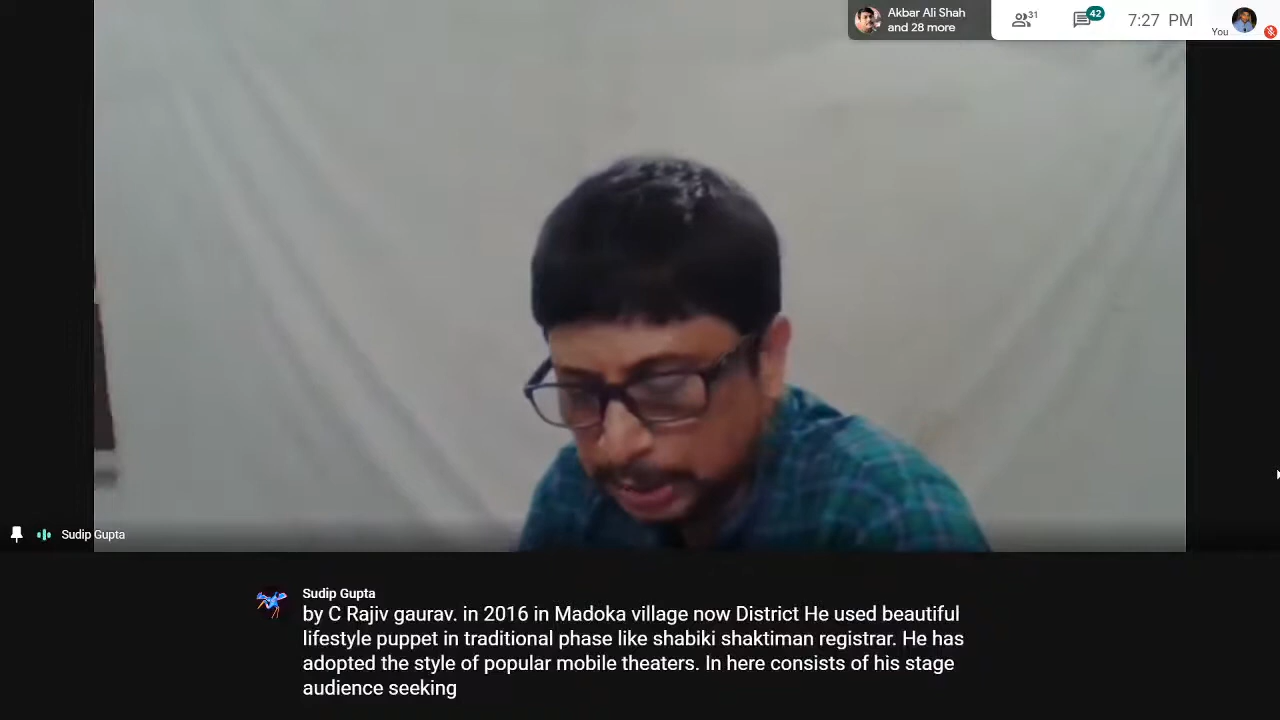 Akbar Ali Shah
and 28 more
31
42
7:27 PM
You
Sudip Gupta
Sudip Gupta
by C Rajiv gaurav. in 2016 in Madoka village now District He used beautiful
lifestyle puppet in traditional phase like shabiki shaktiman registrar. He has
adopted the style of popular mobile theaters. In here consists of his stage
audience seeking